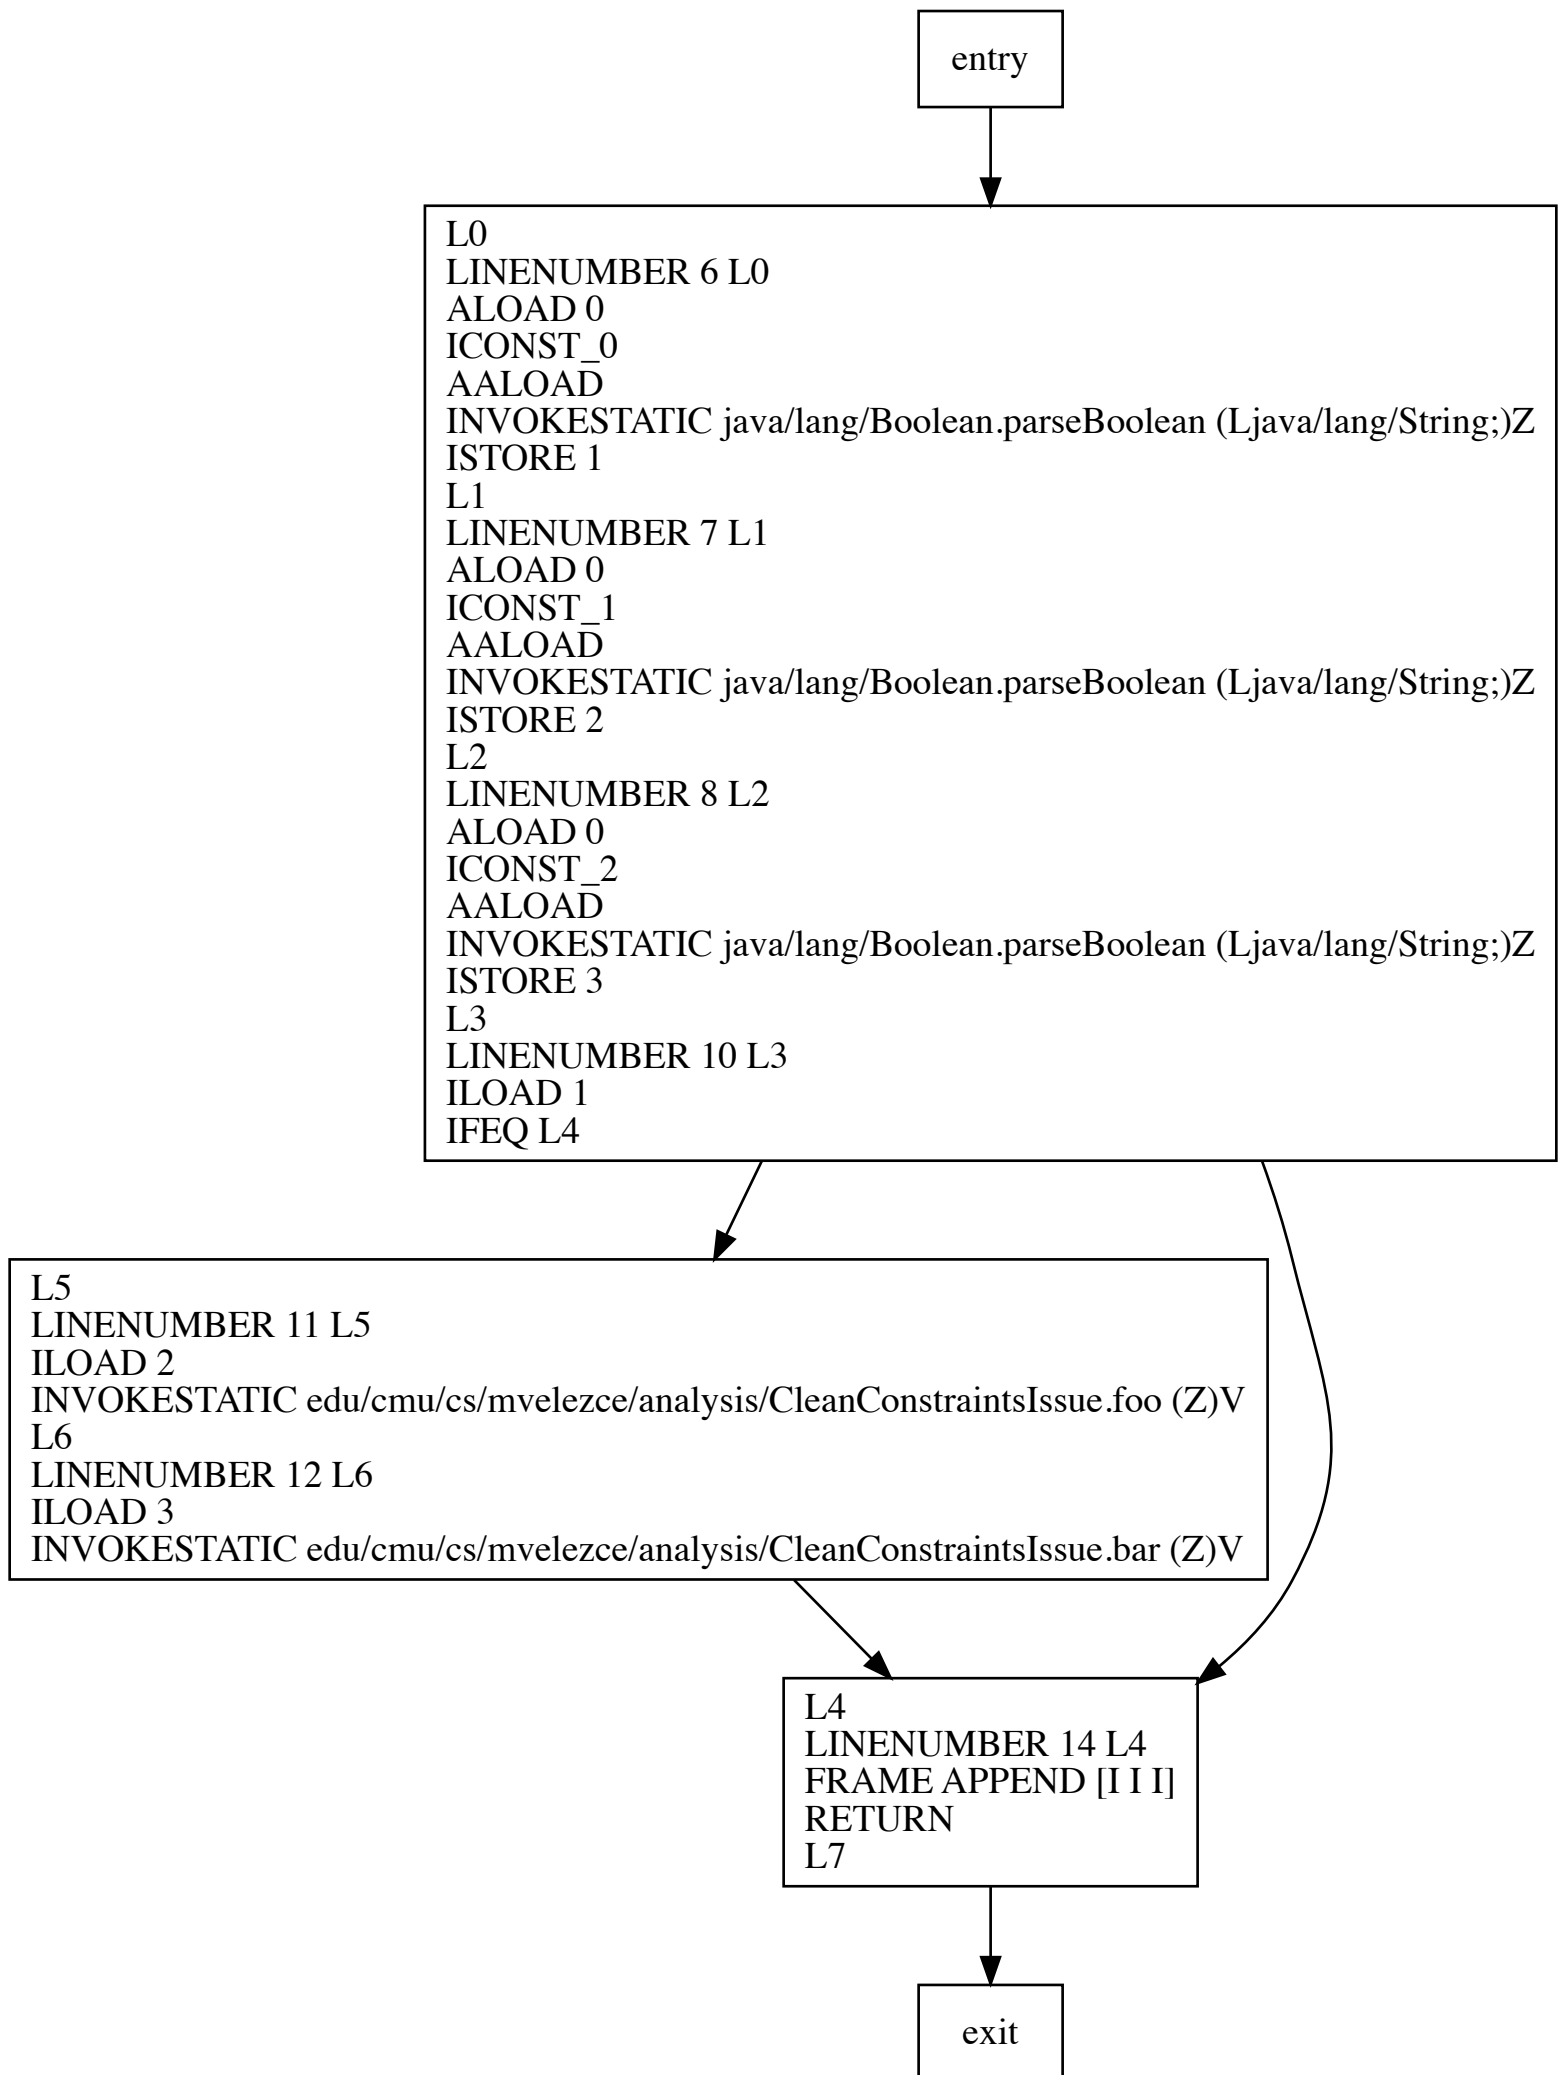 entry
L0
LINENUMBER 6 L0
ALOAD 0
ICONST_0
AALOAD
INVOKESTATIC java/lang/Boolean.parseBoolean (Ljava/lang/String;)Z
ISTORE 1
L1
LINENUMBER 7 L1
ALOAD 0
ICONST_1
AALOAD
INVOKESTATIC java/lang/Boolean.parseBoolean (Ljava/lang/String;)Z
ISTORE 2
L2
LINENUMBER 8 L2
ALOAD 0
ICONST_2
AALOAD
INVOKESTATIC java/lang/Boolean.parseBoolean (Ljava/lang/String;)Z
ISTORE 3
L3
LINENUMBER 10 L3
ILOAD 1
IFEQ L4
L5
LINENUMBER 11 L5
ILOAD 2
INVOKESTATIC edu/cmu/cs/mvelezce/analysis/CleanConstraintsIssue.foo (Z)V
L6
LINENUMBER 12 L6
ILOAD 3
INVOKESTATIC edu/cmu/cs/mvelezce/analysis/CleanConstraintsIssue.bar (Z)V
L4
LINENUMBER 14 L4
FRAME APPEND [I I I]
RETURN
L7
exit